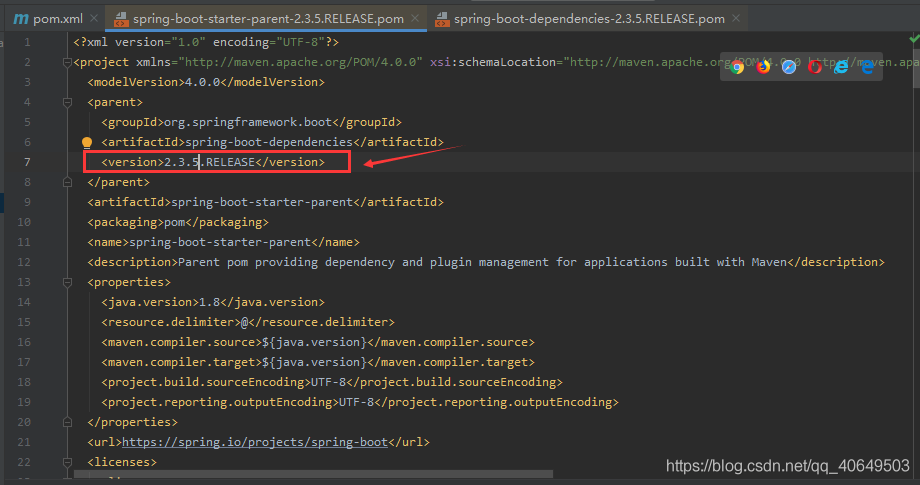 pom.xml spring-boot-starter-parent-2.3.5.RELEASE.pom spring-boot-dependencies-2.3.5.RELEASE.pom
1 <?xml version="1.0" encoding="UTF-8"?>
2 <project xmlns="http://maven.apache.org/POM/4.0.0" xsi:schemaLocation="http://maven.apache.org/POM/4.0.0 http://maven.apac
3 <modelVersion>4.0.0</modelVersion>
4 <parent>
5 <groupId>org.springframework.boot</groupId>
6 <artifactId>spring-boot-dependencies</artifactId>
7 <version>2.3.5.RELEASE</version>
8 </parent>
9 <artifactId>spring-boot-starter-parent</artifactId>
10 <packaging>pom</packaging>
11 <name>spring-boot-starter-parent</name>
12 <description>Parent pom providing dependency and plugin management for applications built with Maven</description>
13 <properties>
14 <java.version>1.8</java.version>
15 <resource.delimiter>@</resource.delimiter>
16 <maven.compiler.source>${java.version}</maven.compiler.source>
17 <maven.compiler.target>${java.version}</maven.compiler.target>
18 <project.build.sourceEncoding>UTF-8</project.build.sourceEncoding>
19 <project.reporting.outputEncoding>UTF-8</project.reporting.outputEncoding>
20 </properties>
21 <url>https://spring.io/projects/spring-boot</url>
22 <licenses>
https://blog.csdn.net/qq_40649503